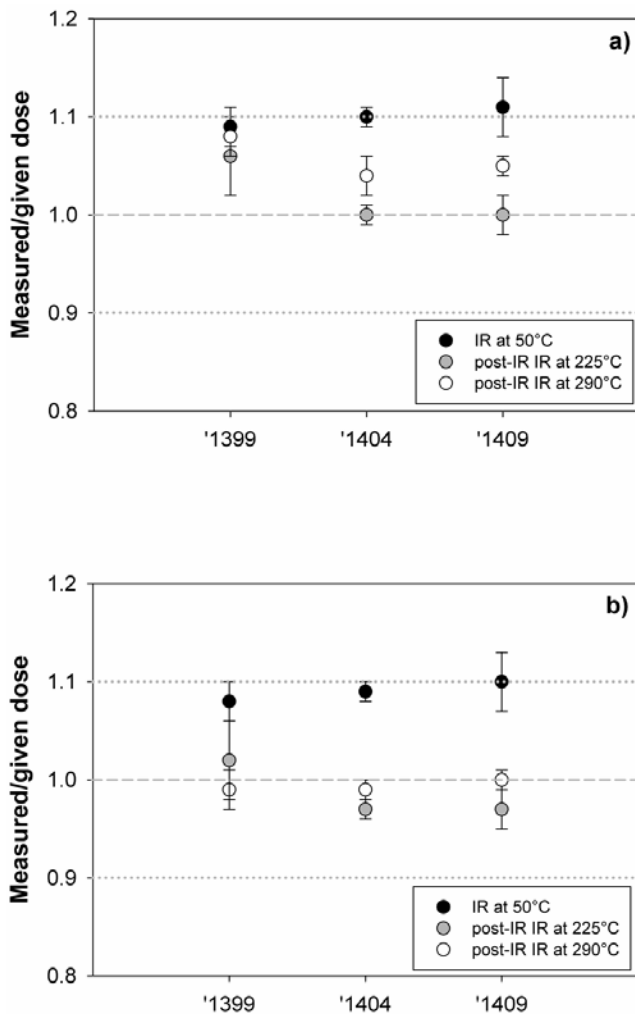 a)
Measured/given dose
1.2
1.1
1.0
0.9
0.8
IR at 50°C
post-IR IR at 225°C
post-IR IR at 290°C
'1399
'1404
'1409
b)
Measured/given dose
1.2
1.1
1.0
0.9
0.8
IR at 50°C
post-IR IR at 225°C
post-IR IR at 290°C
'1399
'1404
'1409